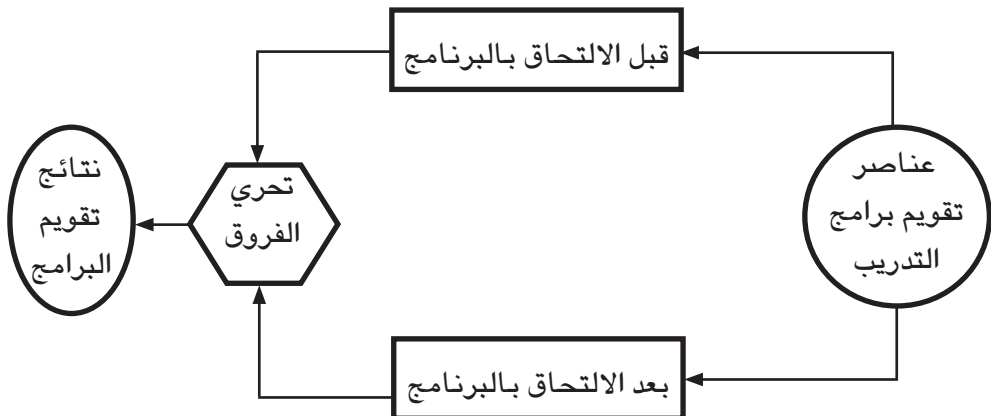 قبل الالتحاق بالبرنامج
عناصر
تقويم برامج
التدريب
تحري
الفروق
نتائج
تقويم
البرامج
بعد الالتحاق بالبرنامج